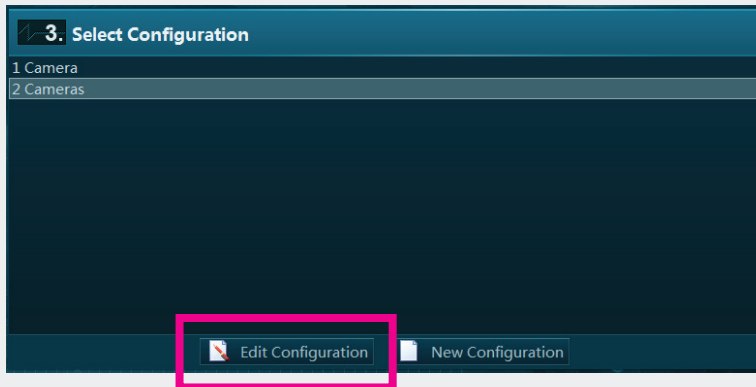 3. Select Configuration
1 Camera
2 Cameras
Edit Configuration New Configuration